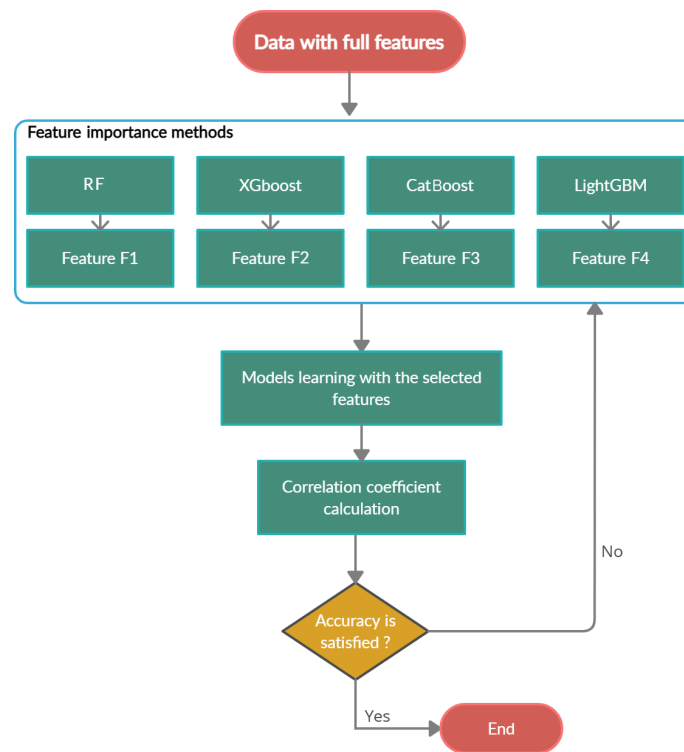 Data with full features
Feature importance methods
RF
XGboost
CatBoost
LightGBM
Feature F1
Feature F2
Feature F3
Feature F4
Models learning with the selected
features
Correlation coefficient
calculation
No
Accuracy is
satisfied ?
Yes
End